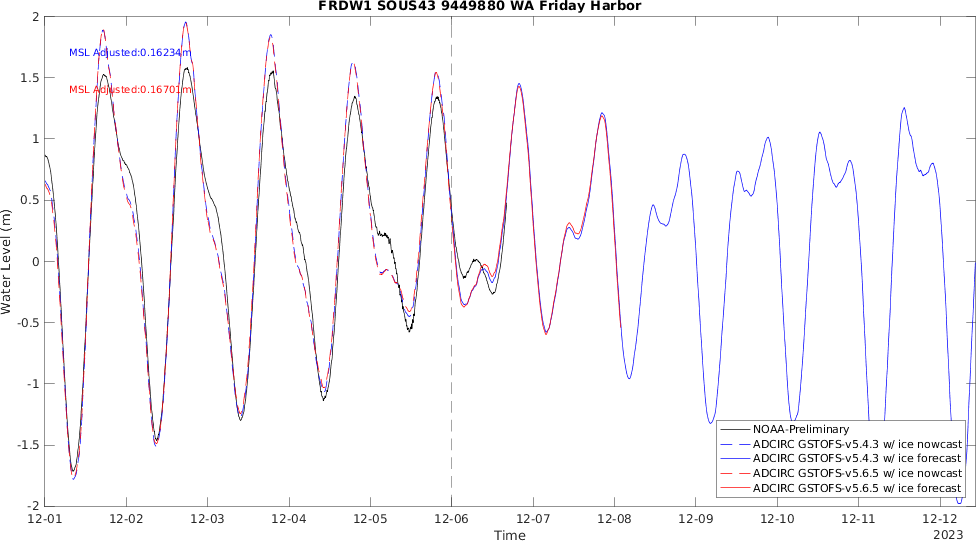 FRDW1 SOUS43 9449880 WA Friday Harbor
MSL Adjusted:0.16234m
MSL Adjusted:0.16701m
Water Level (m)
2
1.5
1
0.5
0
-0.5
-1
-1.5
-2
NOAA-Preliminary
ADCIRC GSTOFS-v5.4.3 w/ ice nowcast
ADCIRC GSTOFS-v5.4.3 w/ ice forecast
ADCIRC GSTOFS-v5.6.5 w/ ice nowcast
ADCIRC GSTOFS-v5.6.5 w/ ice forecast
12-01 12-02 12-03 12-04 12-05 12-06 12-07 12-08 12-09 12-10 12-11 12-12
Time
2023